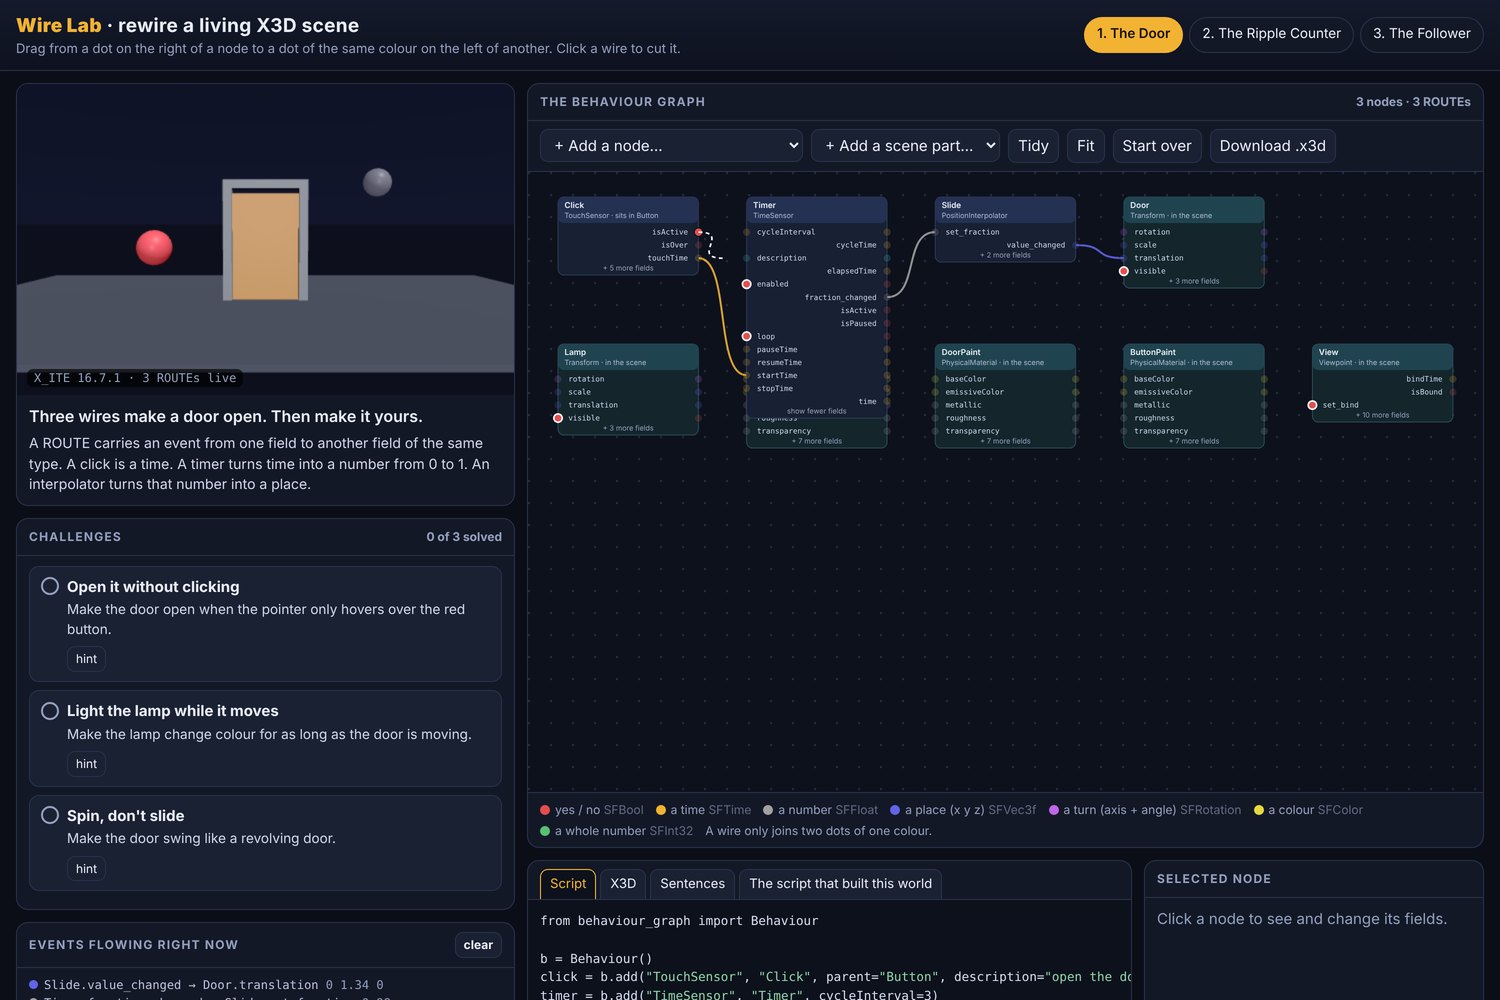 Wire Lab · rewire a living X3D scene
Drag from a dot on the right of a node to a dot of the same colour on the left of another. Click a wire to cut it.
1. The Door
2. The Ripple Counter
3. The Follower
X_ITE 16.7.1 · 3 ROUTEs live
Three wires make a door open. Then make it yours.
A ROUTE carries an event from one field to another field of the same
type. A click is a time. A timer turns time into a number from 0 to 1. An
interpolator turns that number into a place.
CHALLENGES
0 of 3 solved
Open it without clicking
Make the door open when the pointer only hovers over the red
button.
hint
Light the lamp while it moves
Make the lamp change colour for as long as the door is moving.
hint
Spin, don't slide
Make the door swing like a revolving door.
hint
EVENTS FLOWING RIGHT NOW
clear
Slide.value_changed → Door.translation 0 1.34 0
THE BEHAVIOUR GRAPH
3 nodes · 3 ROUTEs
+ Add a node...
+ Add a scene part...
Tidy
Fit
Start over
Download .x3d
Click
TouchSensor · sits in Button
isActive
isOver
touchTime
+ 5 more fields
Timer
TimeSensor
cycleInterval
cycleTime
description
elapsedTime
enabled
fraction_changed
isActive
isPaused
loop
pauseTime
resumeTime
startTime
stopTime
time
show fewer fields
roughness
transparency
+ 7 more fields
Slide
PositionInterpolator
set_fraction
value_changed
+ 2 more fields
Door
Transform · in the scene
rotation
scale
translation
visible
+ 3 more fields
Lamp
Transform · in the scene
rotation
scale
translation
visible
+ 3 more fields
DoorPaint
PhysicalMaterial · in the scene
baseColor
emissiveColor
metallic
roughness
transparency
+ 7 more fields
ButtonPaint
PhysicalMaterial · in the scene
baseColor
emissiveColor
metallic
roughness
transparency
+ 7 more fields
View
Viewpoint · in the scene
bindTime
isBound
set_bind
+ 10 more fields
yes / no SFBool a time SFTime a number SFFloat a place (x y z) SFVec3f a turn (axis + angle) SFRotation a colour SFColor
a whole number SFInt32 A wire only joins two dots of one colour.
Script
X3D
Sentences
The script that built this world
from behaviour_graph import Behaviour
b = Behaviour()
click = b.add("TouchSensor", "Click", parent="Button", description="open the do
timer = b.add("TimeSensor", "Timer", cycleInterval=3)
SELECTED NODE
Click a node to see and change its fields.